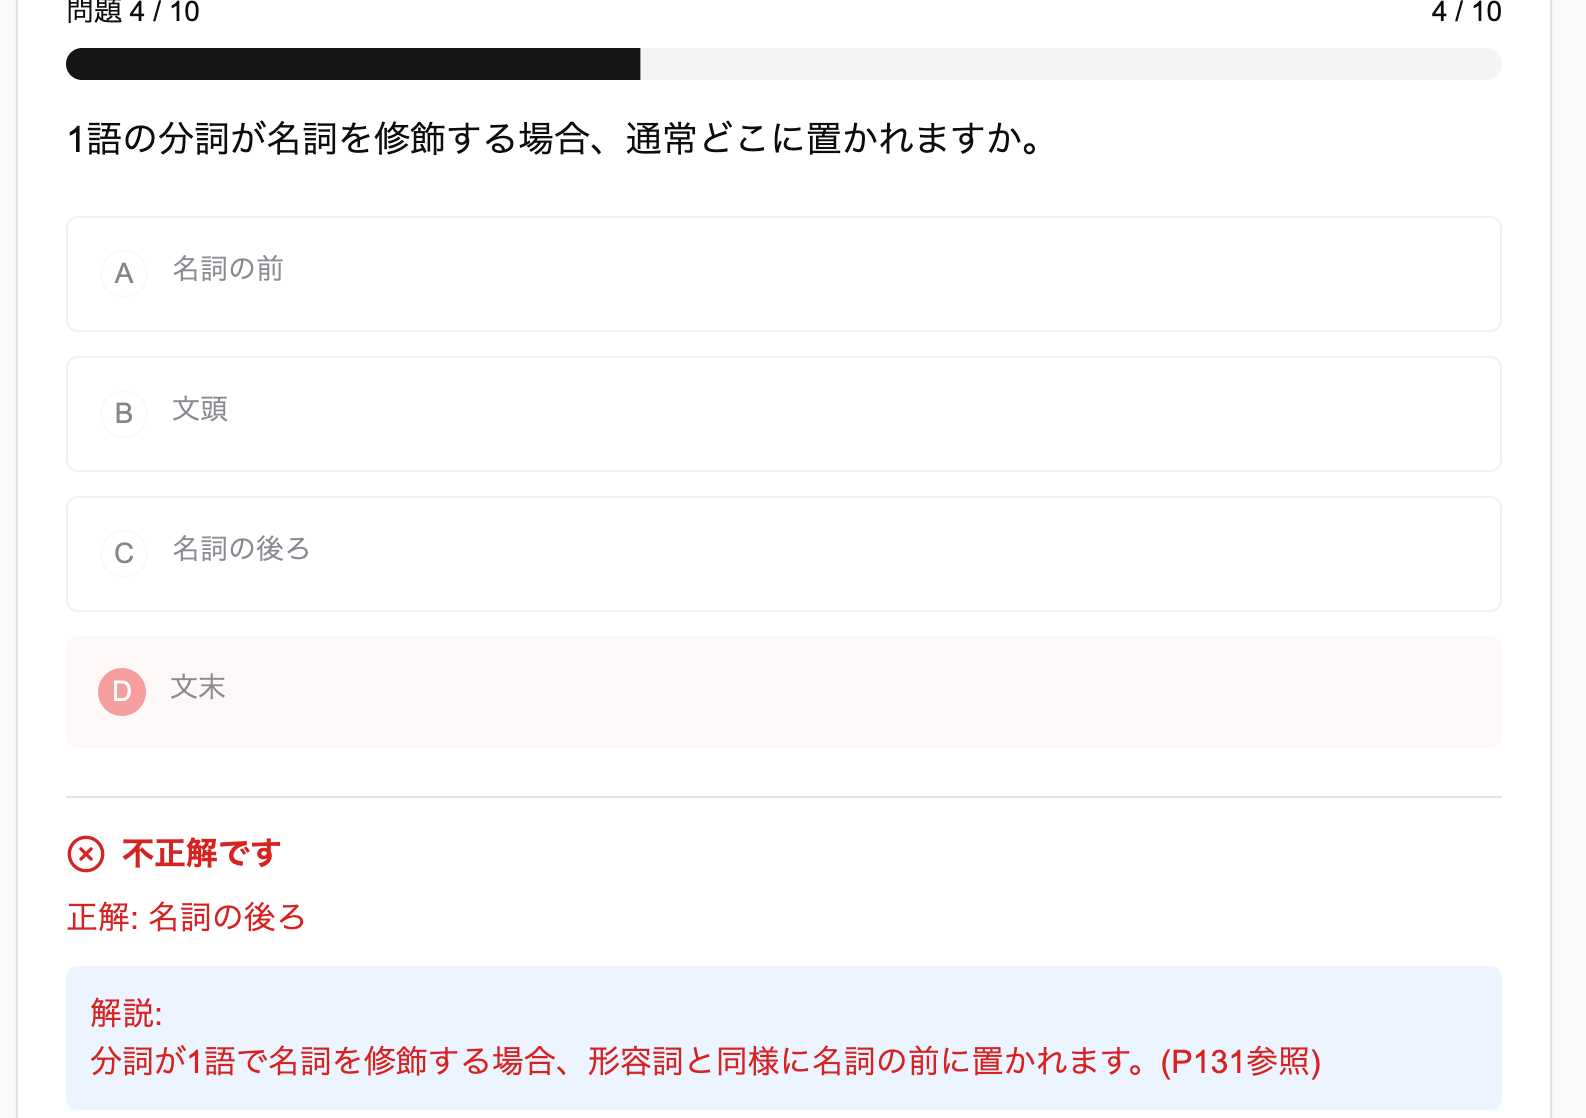 問題 4 / 10
4 / 10
1語の分詞が名詞を修飾する場合、通常どこに置かれますか。
A 名詞の前
B 文頭
C 名詞の後ろ
D 文末
不正解です
正解: 名詞の後ろ
解説:
分詞が1語で名詞を修飾する場合、形容詞と同様に名詞の前に置かれます。(P131参照)